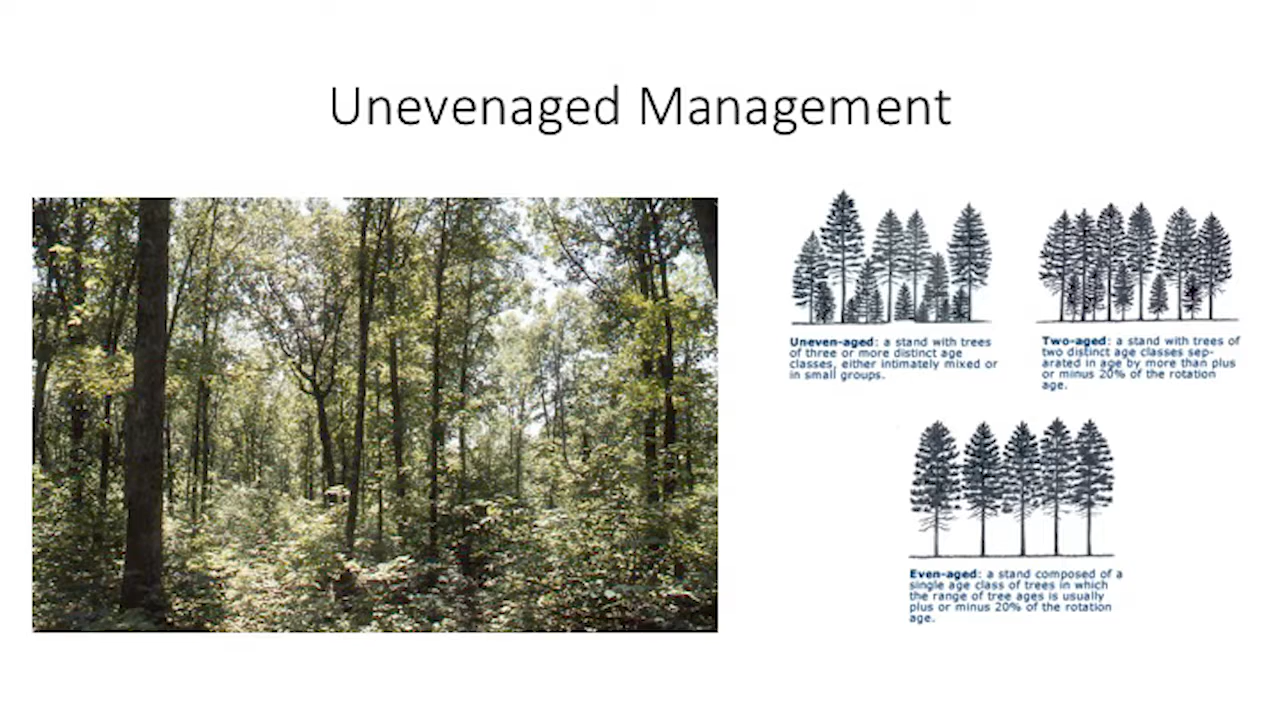 Unevenaged Management
Uneven-aged: a stand with trees
of three or more distinct age
classes, either intimately mixed or
in small groups.
Two-aged: a stand with trees of
two distinct age classes sep-
arated in age by more than plus
or minus 20% of the rotation
age.
Even-aged: a stand composed of a
single age class of trees in which
the range of tree ages is usually
plus or minus 20% of the rotation
age.